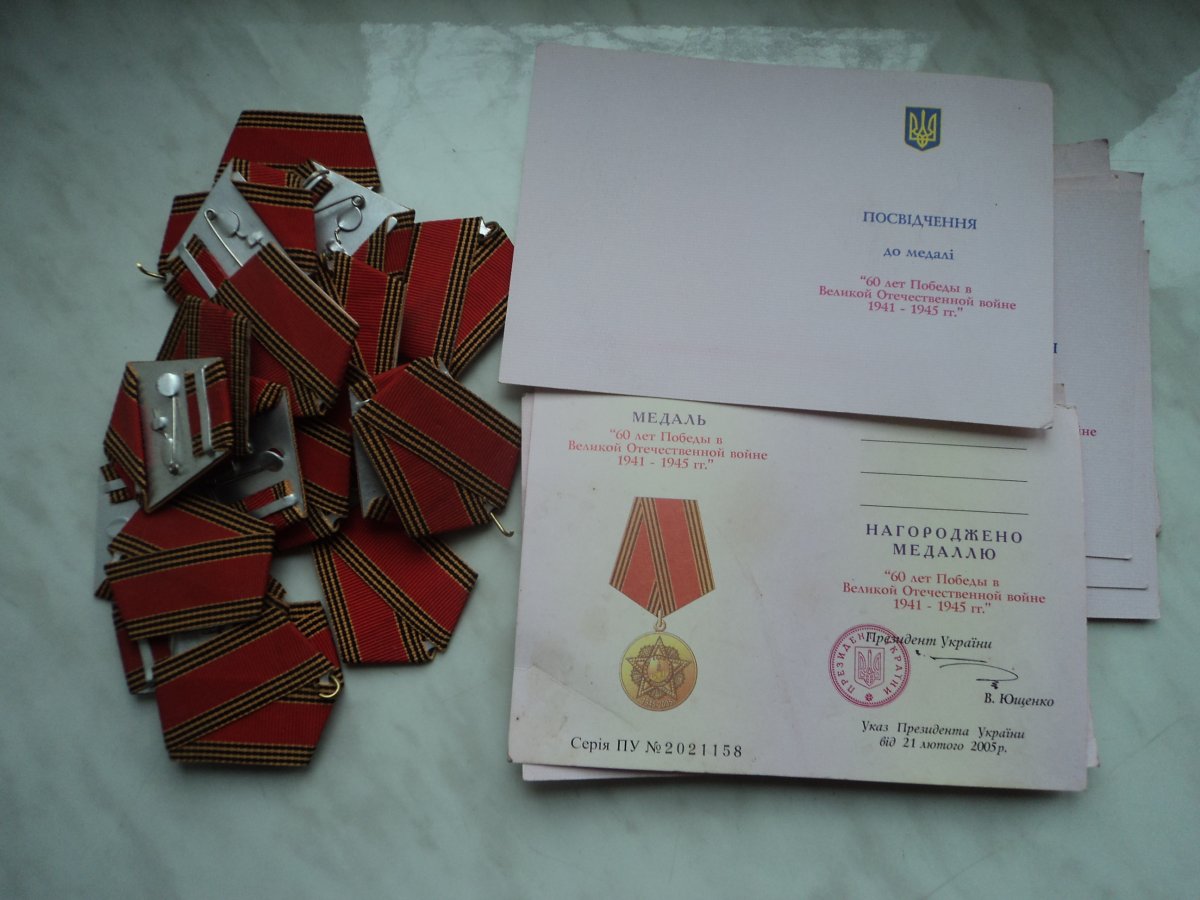 ПОСВІДЧЕННЯ
до медалі
"60 лет Победы в
Великой Отечественной войне
1941 - 1945 гг."
МЕДАЛЬ
"60 лет Победы в
Великой Отечественной войне
1941 - 1945 гг."
Серія ПУ №2021158
НАГОРОДЖЕНО
МЕДАЛЛЮ
"60 лет Победы в
Великой Отечественной войне
1941 - 1945 гг."
Президент України
ПРЕЗИДЕНТ УКРАЇНИ
В. Ющенко
Указ Президента України
від 21 лютого 2005р.